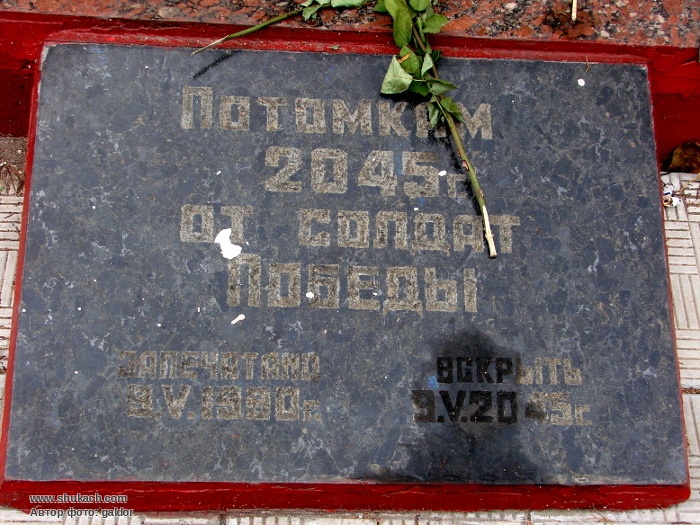 Потомкам
2045г.
от солдат
Победы
запечатано
9.V.1980г.
вскрыть
9.V.2045г.
www.shukach.com
Автор фото: galdor